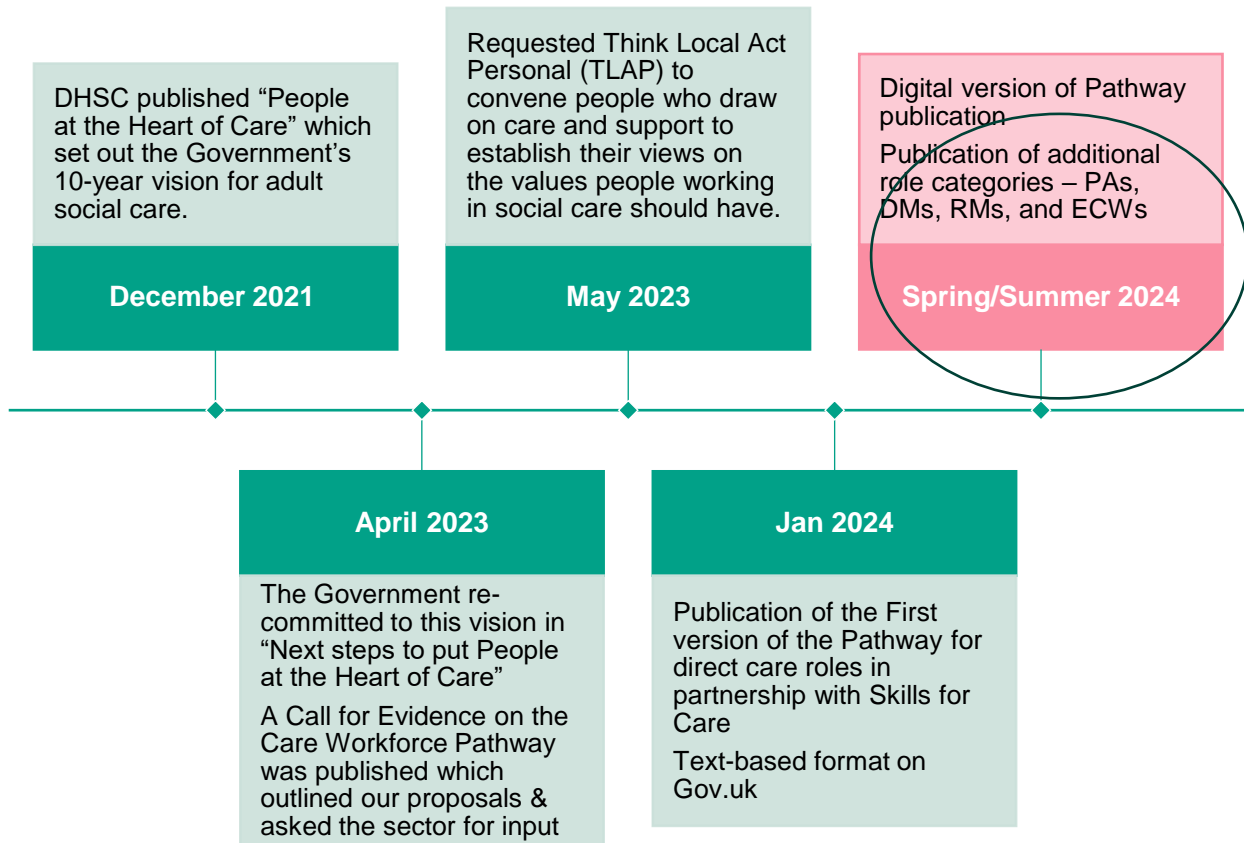 DHSC published “People
at the Heart of Care” which
set out the Government’s
10-year vision for adult
social care.
December 2021
The Government re-
committed to this vision in
“Next steps to put People
at the Heart of Care”
A Call for Evidence on the
Care Workforce Pathway
was published which
outlined our proposals &
asked the sector for input
April 2023
Requested Think Local Act
Personal (TLAP) to
convene people who draw
on care and support to
establish their views on
the values people working
in social care should have.
May 2023
Jan 2024
Publication of the First
version of the Pathway for
direct care roles in
partnership with Skills for
Care
Text-based format on
Gov.uk
Digital version of Pathway
publication
Publication of additional
role categories – PAs,
DMs, RMs, and ECWs
Spring/Summer 2024